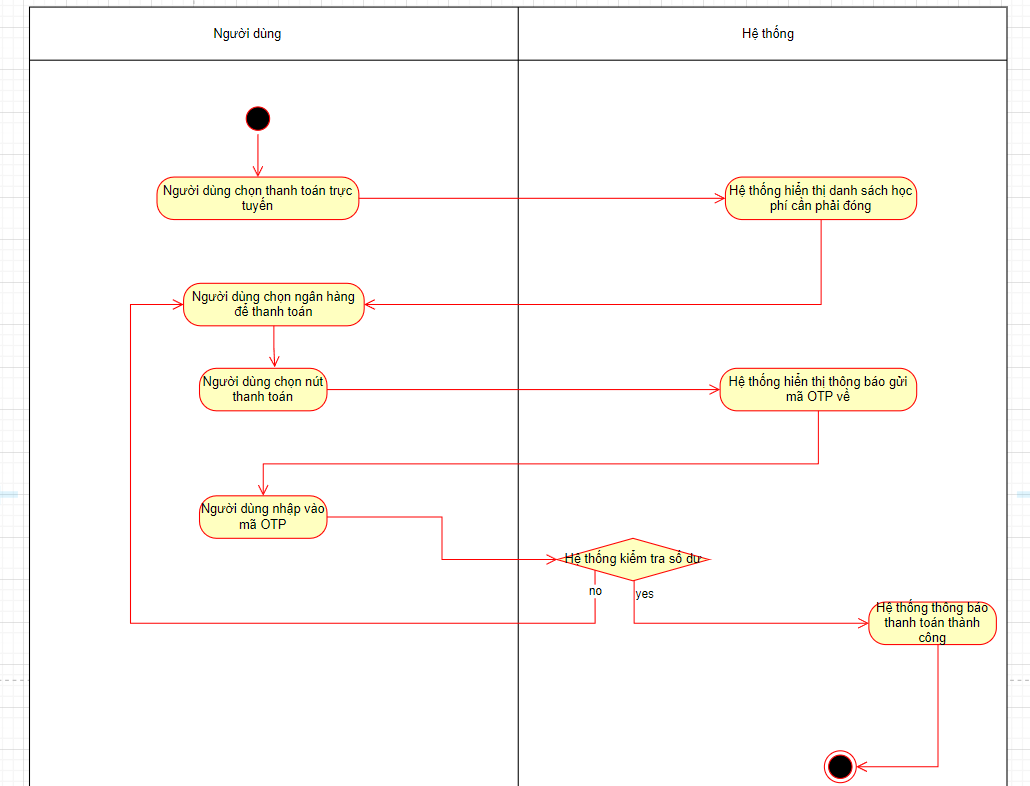 Người dùng
Hệ thống
Người dùng chọn thanh toán trực
tuyến
Hệ thống hiển thị danh sách học
phí cần phải đóng
Người dùng chọn ngân hàng
để thanh toán
Người dùng chọn nút
thanh toán
Hệ thống hiển thị thông báo gửi
mã OTP về
Người dùng nhập vào
mã OTP
Hệ thống kiểm tra số dư
no
yes
Hệ thống thông báo
thanh toán thành
công